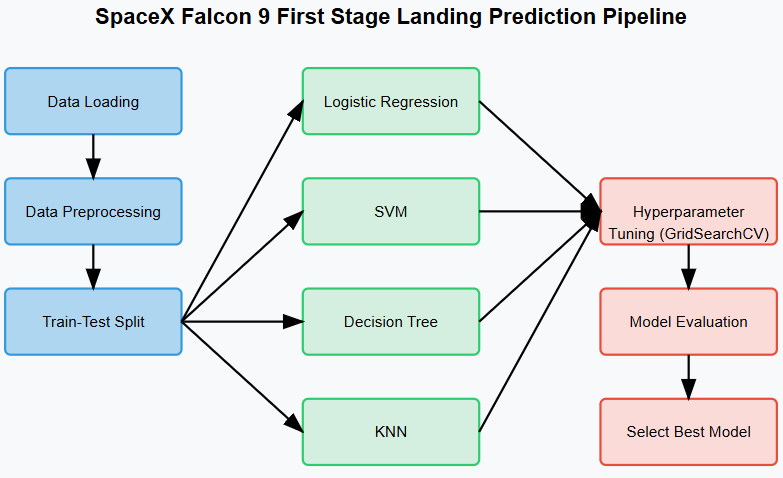 SpaceX Falcon 9 First Stage Landing Prediction Pipeline
Data Loading
Data Preprocessing
Train-Test Split
Logistic Regression
SVM
Decision Tree
KNN
Hyperparameter
Tuning (GridSearchCV)
Model Evaluation
Select Best Model